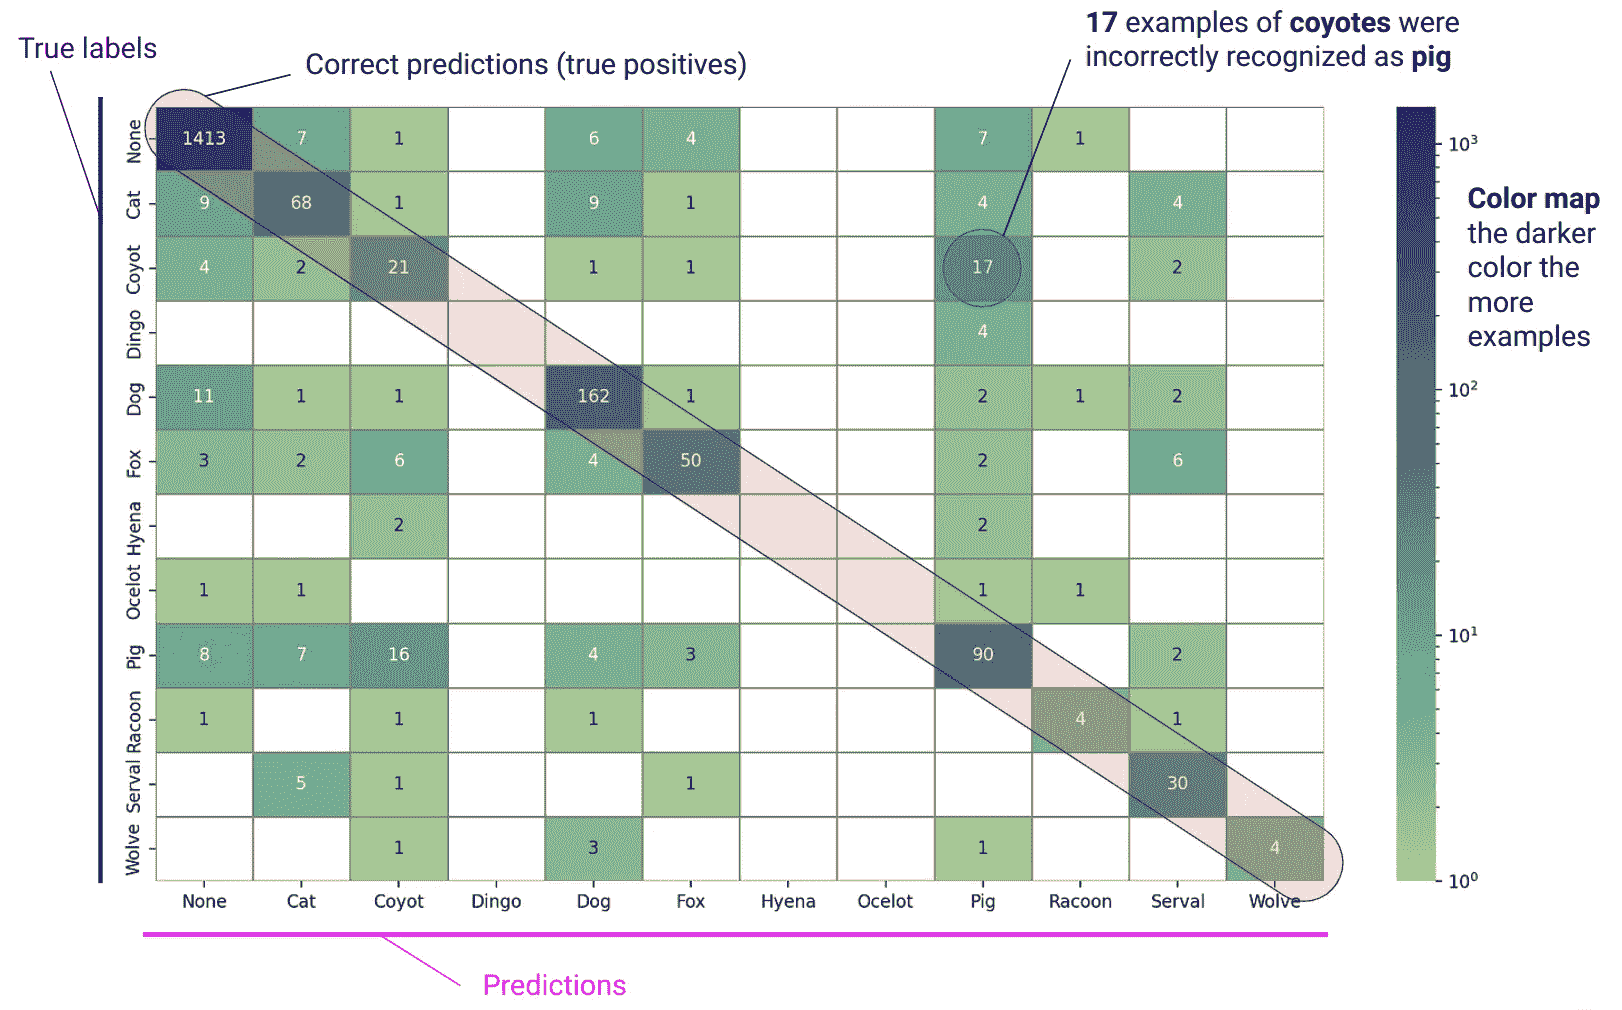 17 examples of coyotes were
incorrectly recognized as pig
True labels
Correct predictions (true positives)
None 1413 7 1 6 4 7 1
Cat 9 68 1 9 1 4 4
Coyot 4 2 21 1 1 17 2
Dingo 4
Dog 11 1 1 162 1 2 1 2
Fox 3 2 6 4 50 2 6
Hyena 2 2
Ocelot 1 1 1 1
Pig 8 7 16 4 3 90 2
Racoon 1 1 1 4 1
Serval 5 1 1 30
Wolve 1 3 1 4
None Cat Coyot Dingo Dog Fox Hyena Ocelot Pig Racoon Serval Wolve
Predictions
10³
10²
10¹
10⁰
Color map
the darker
color the
more
examples